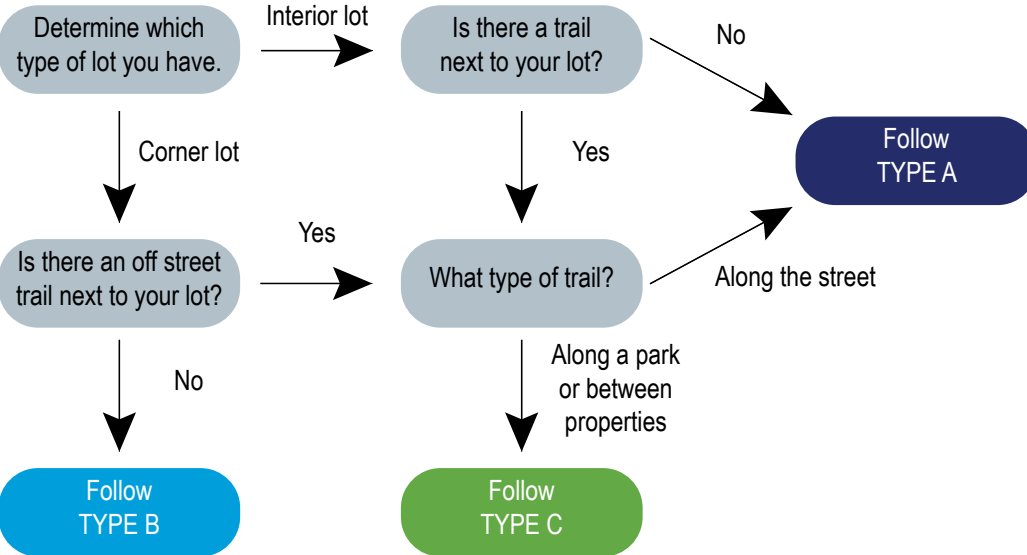 Determine which
type of lot you have.
Interior lot
Is there a trail
next to your lot?
No
Corner lot
Yes
Follow
TYPE A
Is there an off street
trail next to your lot?
Yes
What type of trail?
Along the street
No
Along a park
or between
properties
Follow
TYPE B
Follow
TYPE C